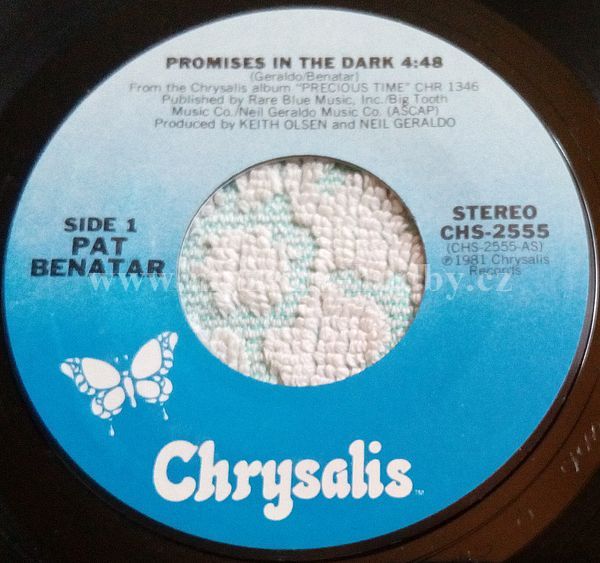 PROMISES IN THE DARK 4:48
(Geraldo/Benatar)
From the Chrysalis album "PRECIOUS TIME" CHR 1346
Published by Rare Blue Music, Inc./Big Tooth
Music Co./Neil Geraldo Music Co. (ASCAP)
Produced by KEITH OLSEN and NEIL GERALDO
SIDE 1
PAT
BENATAR
STEREO
CHS-2555
(CHS-2555-AS)
℗1981 Chrysalis
Records
Chrysalis™